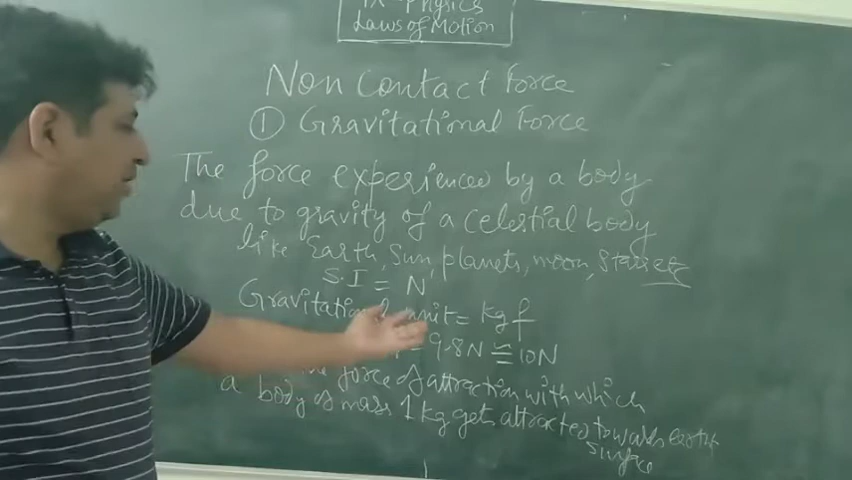 IX - Physics
Laws of Motion
Non Contact Force
① Gravitational Force
The force experienced by a body
due to gravity of a celestial body
like Earth, Sun, planets, moon, stars etc
S.I = N
Gravitational unit = kgf
= 9.8N ≅ 10N
force of attraction with which
a body of mass 1 kg gets attracted towards earth
surface